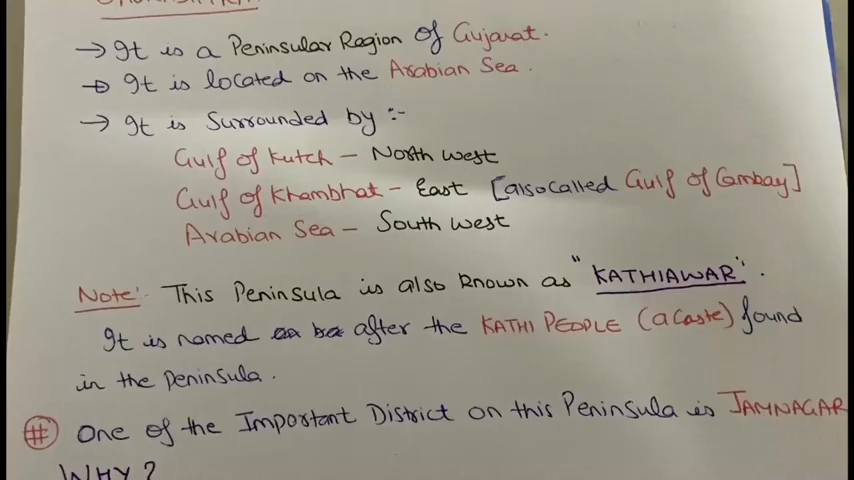 → It is a Peninsular Region of Gujarat.
→ It is located on the Arabian Sea.
→ It is surrounded by :-
Gulf of Kutch - North west
Gulf of Khambhat - East [also called Gulf of Cambay]
Arabian Sea - South west
Note:- This Peninsula is also known as "KATHIAWAR".
It is named after the KATHI PEOPLE (a caste) found
in the Peninsula.
# One of the Important District on this Peninsula is JAMNAGAR
WHY?